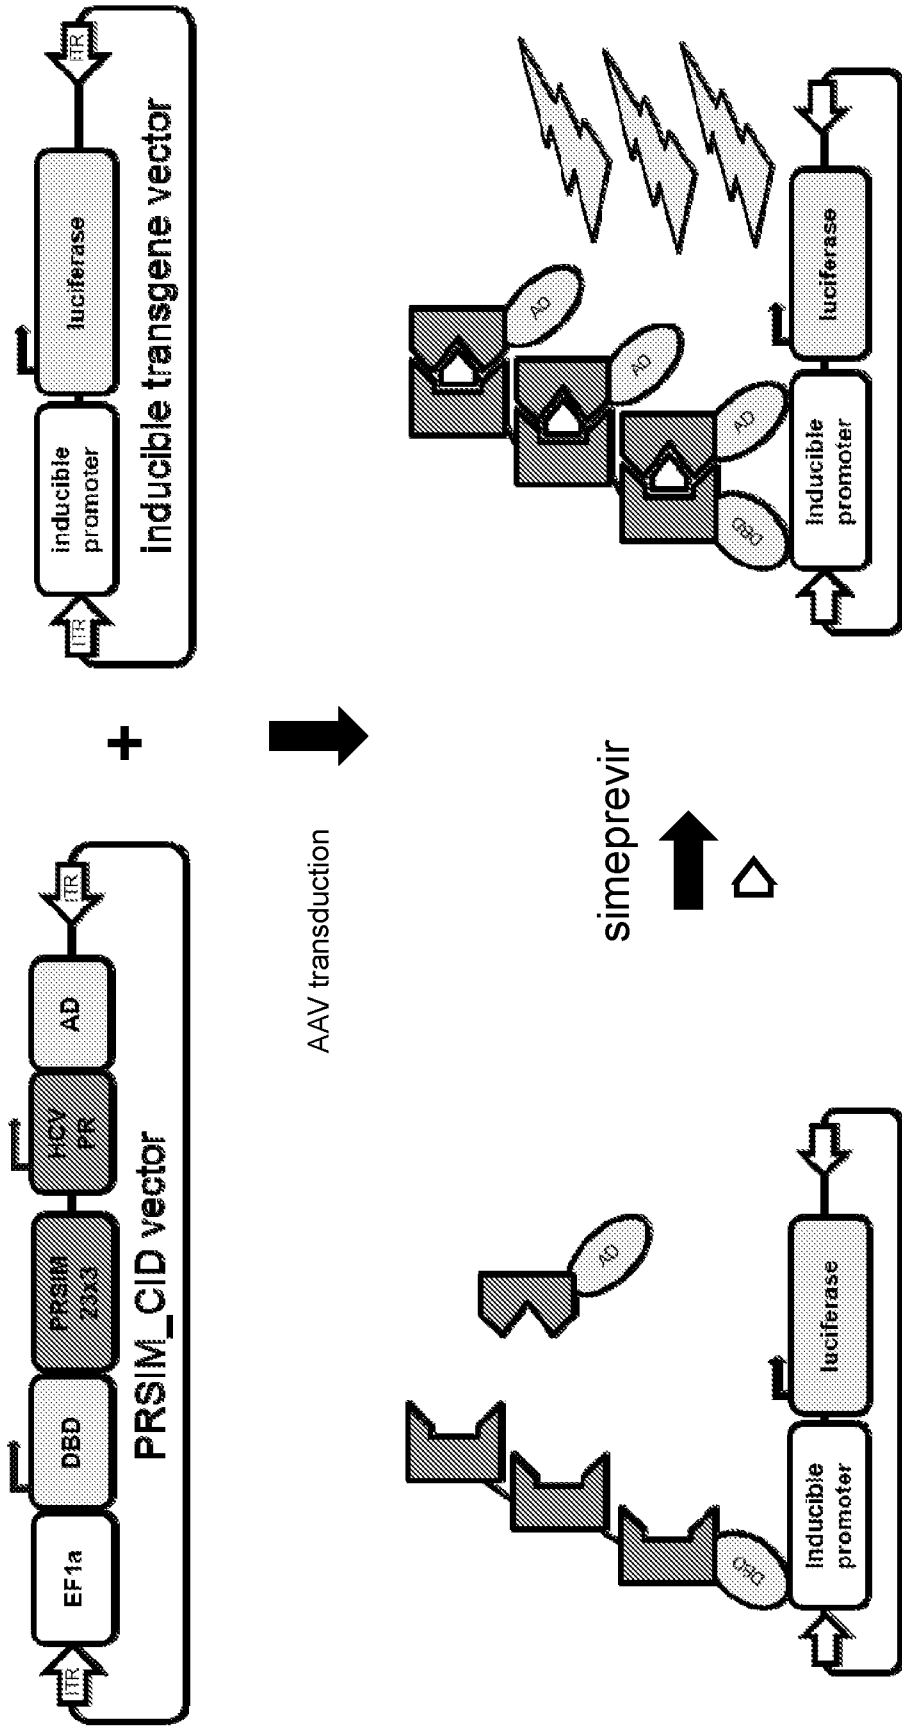 ITR
EF1a
DBD
PRSIM
23x3
HCV
PR
AD
ITR
PRSIM_CID vector
+
ITR
inducible
promoter
luciferase
ITR
inducible transgene vector
AAV transduction
DBD
AD
Inducible
promoter
luciferase
simeprevir
DBD
AD
AD
AD
Inducible
promoter
luciferase